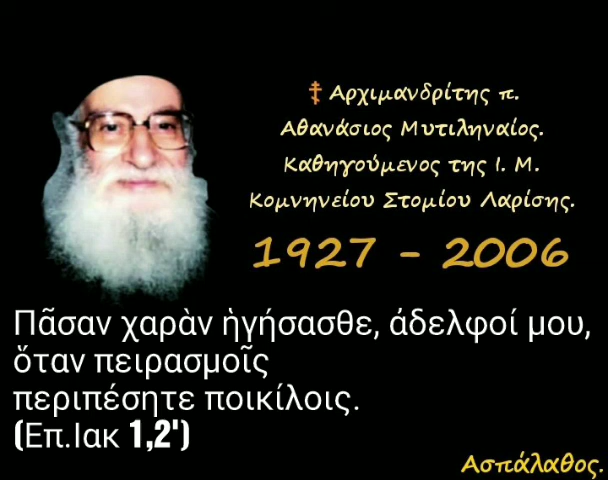 ‡ Αρχιμανδρίτης π.
Αθανάσιος Μυτιληναίος.
Καθηγούμενος της Ι. Μ.
Κομνηνείου Στομίου Λαρίσης.
1927 - 2006
Πᾶσαν χαρὰν ἡγήσασθε, ἀδελφοί μου,
ὅταν πειρασμοῖς
περιπέσητε ποικίλοις.
(Επ.Ιακ 1,2')
Ασπάλαθος.